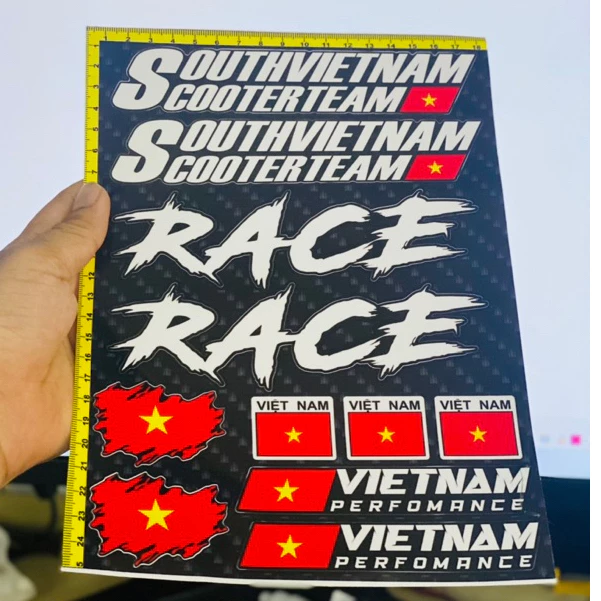 SOUTHVIETNAM
SCOOTERTEAM
SOUTHVIETNAM
SCOOTERTEAM
RACE
RACE
VIỆT NAM
VIỆT NAM
VIỆT NAM
VIETNAM
PERFOMANCE
VIETNAM
PERFOMANCE